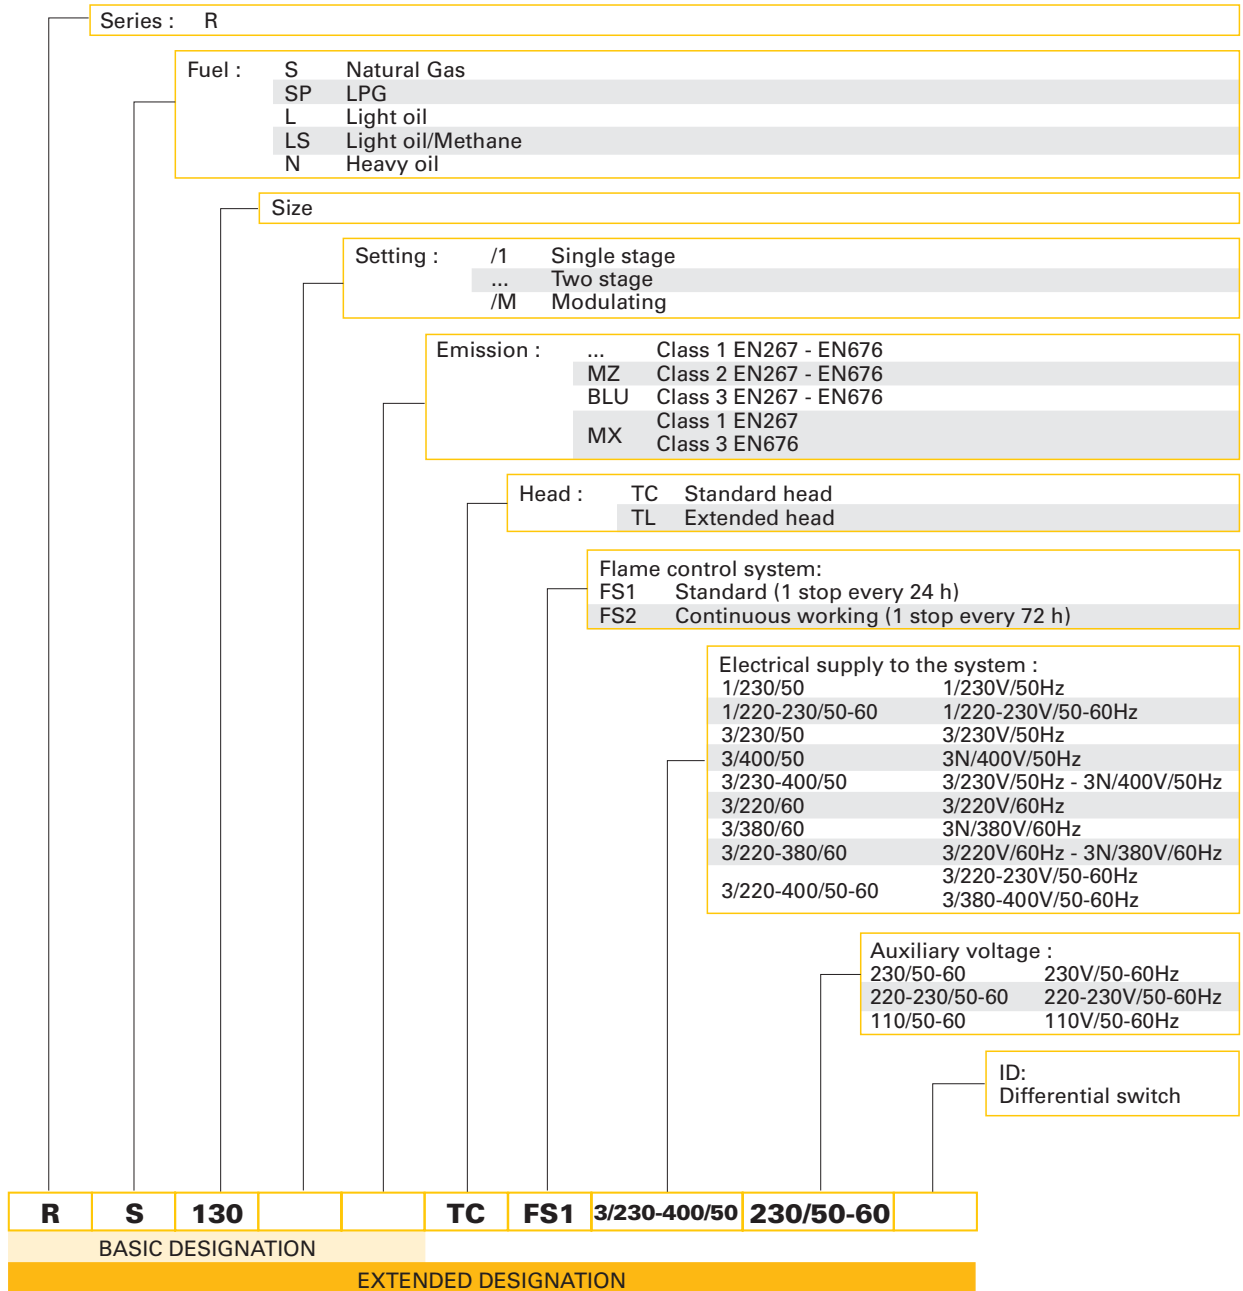 Series : R
Fuel : S Natural Gas
SP LPG
L Light oil
LS Light oil/Methane
N Heavy oil
Size
Setting : /1 Single stage
... Two stage
/M Modulating
Emission : ... Class 1 EN267 - EN676
MZ Class 2 EN267 - EN676
BLU Class 3 EN267 - EN676
MX Class 1 EN267
Class 3 EN676
Head : TC Standard head
TL Extended head
Flame control system:
FS1 Standard (1 stop every 24 h)
FS2 Continuous working (1 stop every 72 h)
Electrical supply to the system :
1/230/50 1/230V/50Hz
1/220-230/50-60 1/220-230V/50-60Hz
3/230/50 3/230V/50Hz
3/400/50 3N/400V/50Hz
3/230-400/50 3/230V/50Hz - 3N/400V/50Hz
3/220/60 3/220V/60Hz
3/380/60 3N/380V/60Hz
3/220-380/60 3/220V/60Hz - 3N/380V/60Hz
3/220-400/50-60 3/220-230V/50-60Hz
3/380-400V/50-60Hz
Auxiliary voltage :
230/50-60 230V/50-60Hz
220-230/50-60 220-230V/50-60Hz
110/50-60 110V/50-60Hz
ID:
Differential switch
R S 130 TC FS1 3/230-400/50 230/50-60
BASIC DESIGNATION
EXTENDED DESIGNATION